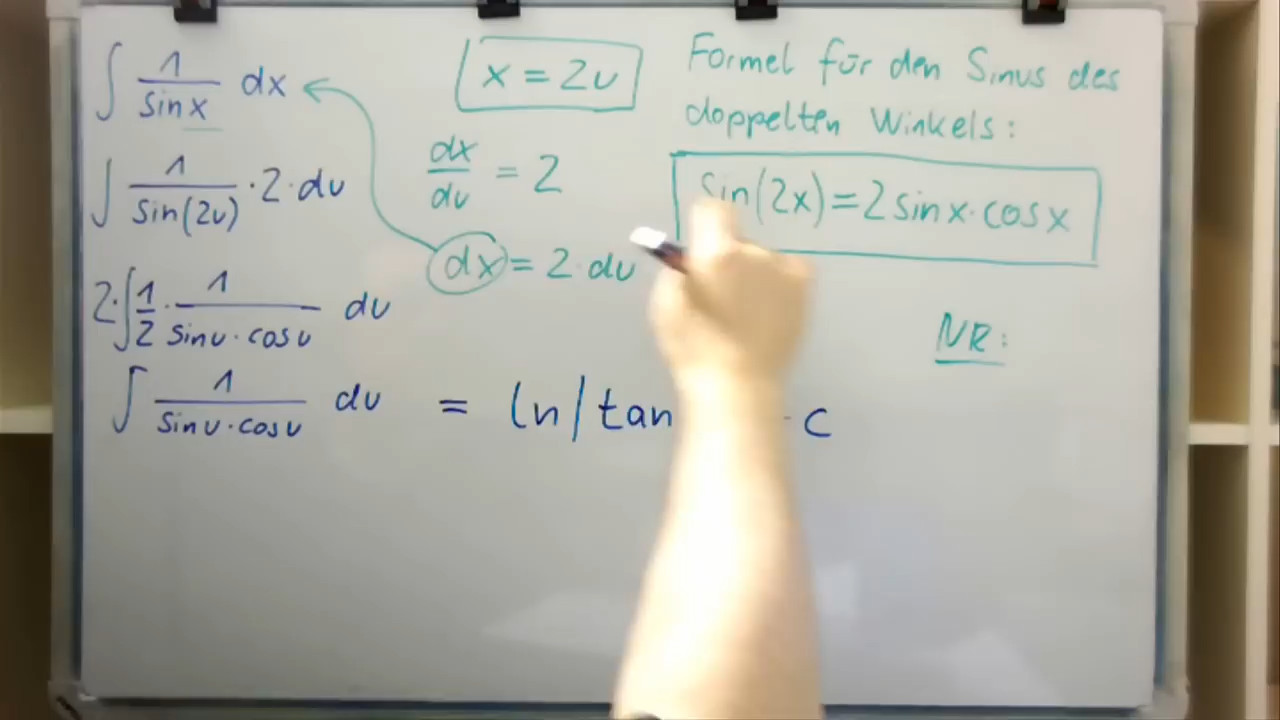 ∫ 1/sin x dx
∫ 1/sin(2u) · 2 · du
2 · ∫ 1/2 · 1/sin u · cos u du
∫ 1/sin u · cos u du = ln|tan c
x = 2u
dx/du = 2
dx = 2 · du
Formel für den Sinus des
doppelten Winkels:
sin(2x) = 2 sin x · cos x
NR: